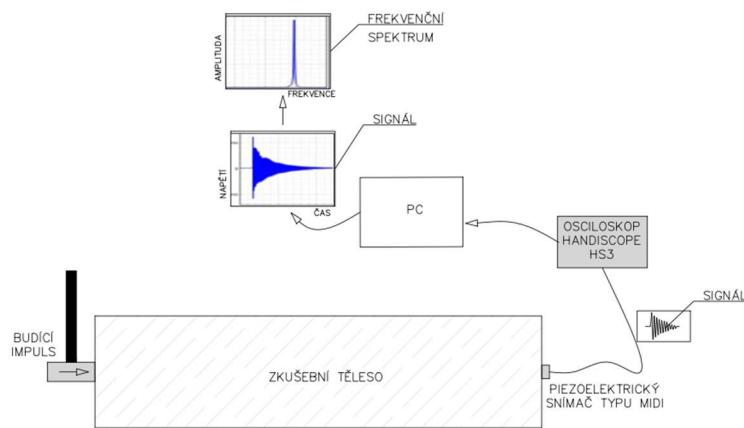 FREKVENČNÍ
SPEKTRUM
AMPLITUDA
FREKVENCE
SIGNÁL
NAPĚTÍ
ČAS
PC
OSCILOSKOP
HANDISCOPE
HS3
SIGNÁL
BUDÍCÍ
IMPULS
ZKUŠEBNÍ TĚLESO
PIEZOELEKTRICKÝ
SNÍMAČ TYPU MIDI